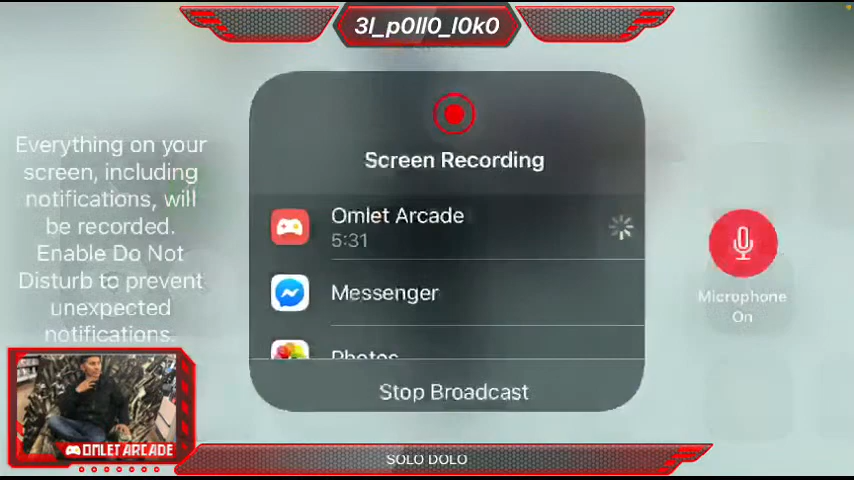 3l_p0ll0_l0k0
Everything on your
screen, including
notifications, will
be recorded.
Enable Do Not
Disturb to prevent
unexpected
notifications.
Screen Recording
Omlet Arcade
5:31
Messenger
Photos
Stop Broadcast
Microphone
On
OMLET ARCADE
SOLO DOLO